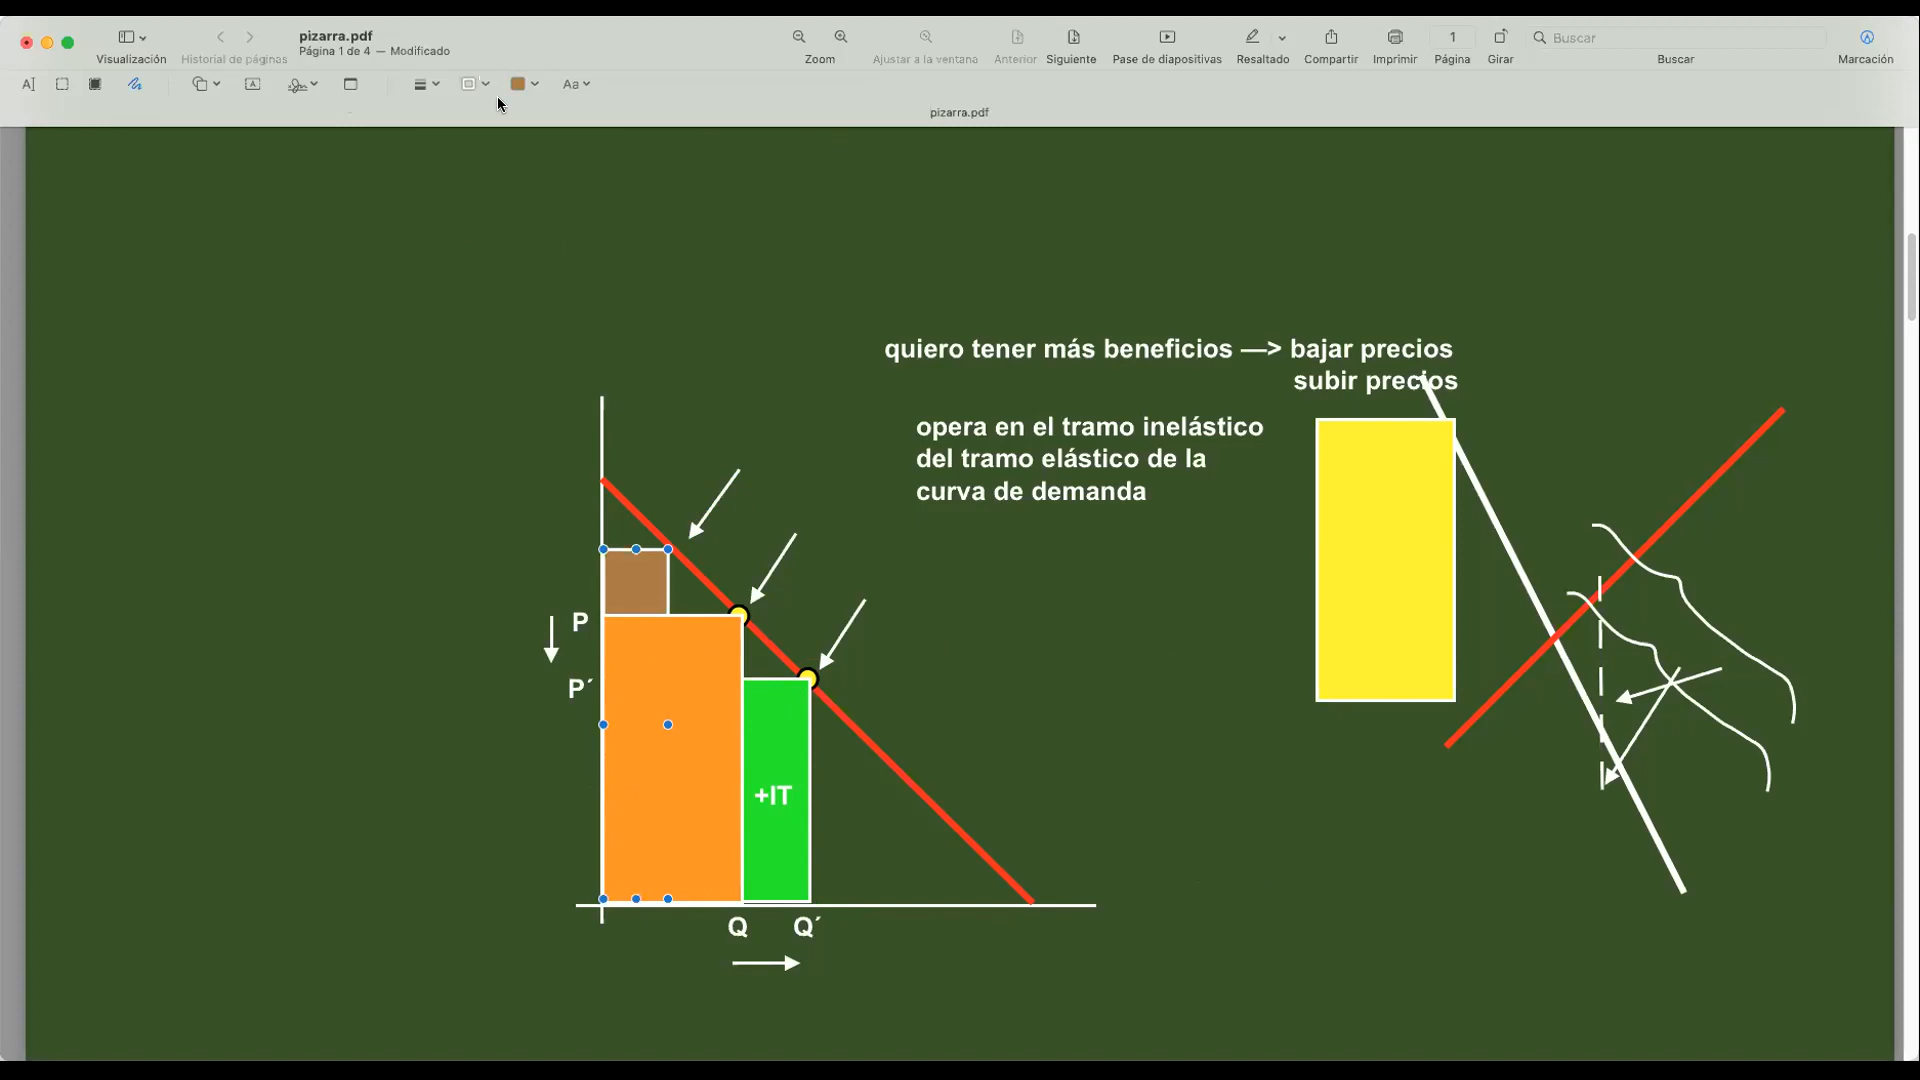 pizarra.pdf
Página 1 de 4 — Modificado
Visualización
Historial de páginas
Zoom
Ajustar a la ventana
Anterior
Siguiente
Pase de diapositivas
Resaltado
Compartir
Imprimir
1
Página
Girar
Buscar
Buscar
Marcación
A
A
Aa
pizarra.pdf
quiero tener más beneficios —> bajar precios
subir precios
opera en el tramo inelástico
del tramo elástico de la
curva de demanda
P
P´
+IT
Q Q´